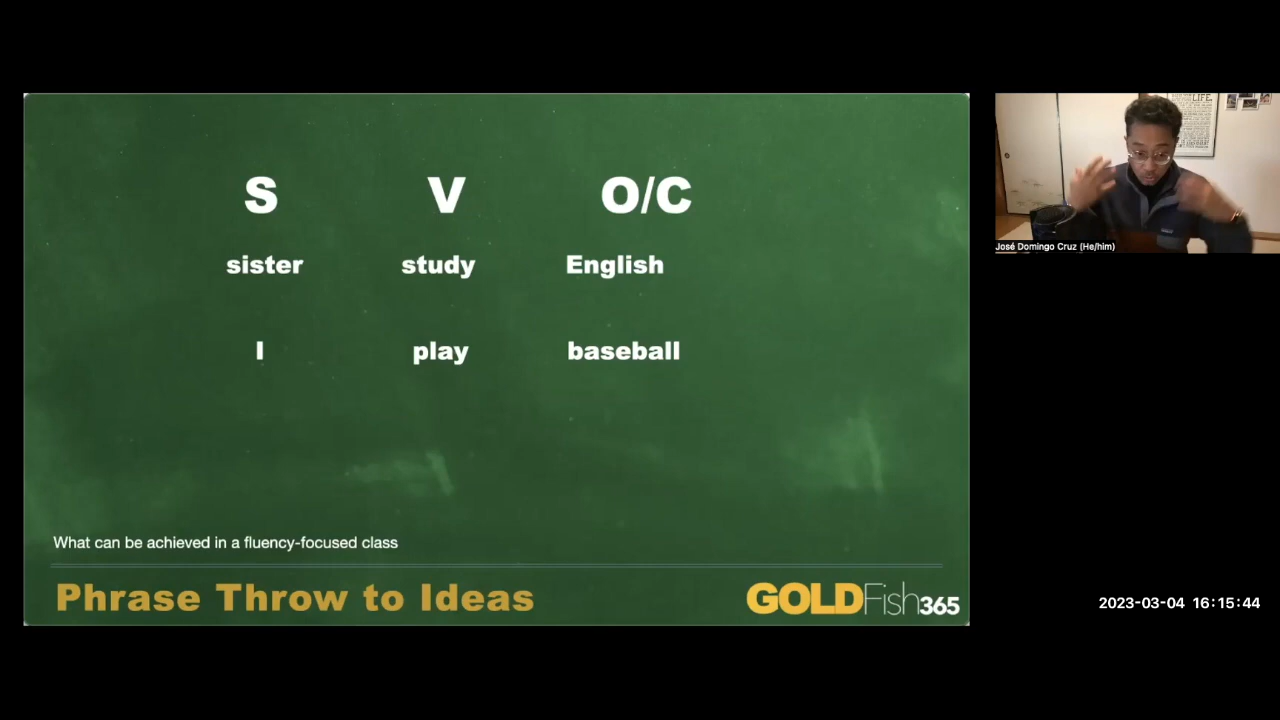 S V O/C
sister study English
I play baseball
What can be achieved in a fluency-focused class
Phrase Throw to Ideas
GOLDFish365
LIFE
José Domingo Cruz (He/him)
2023-03-04 16:15:44